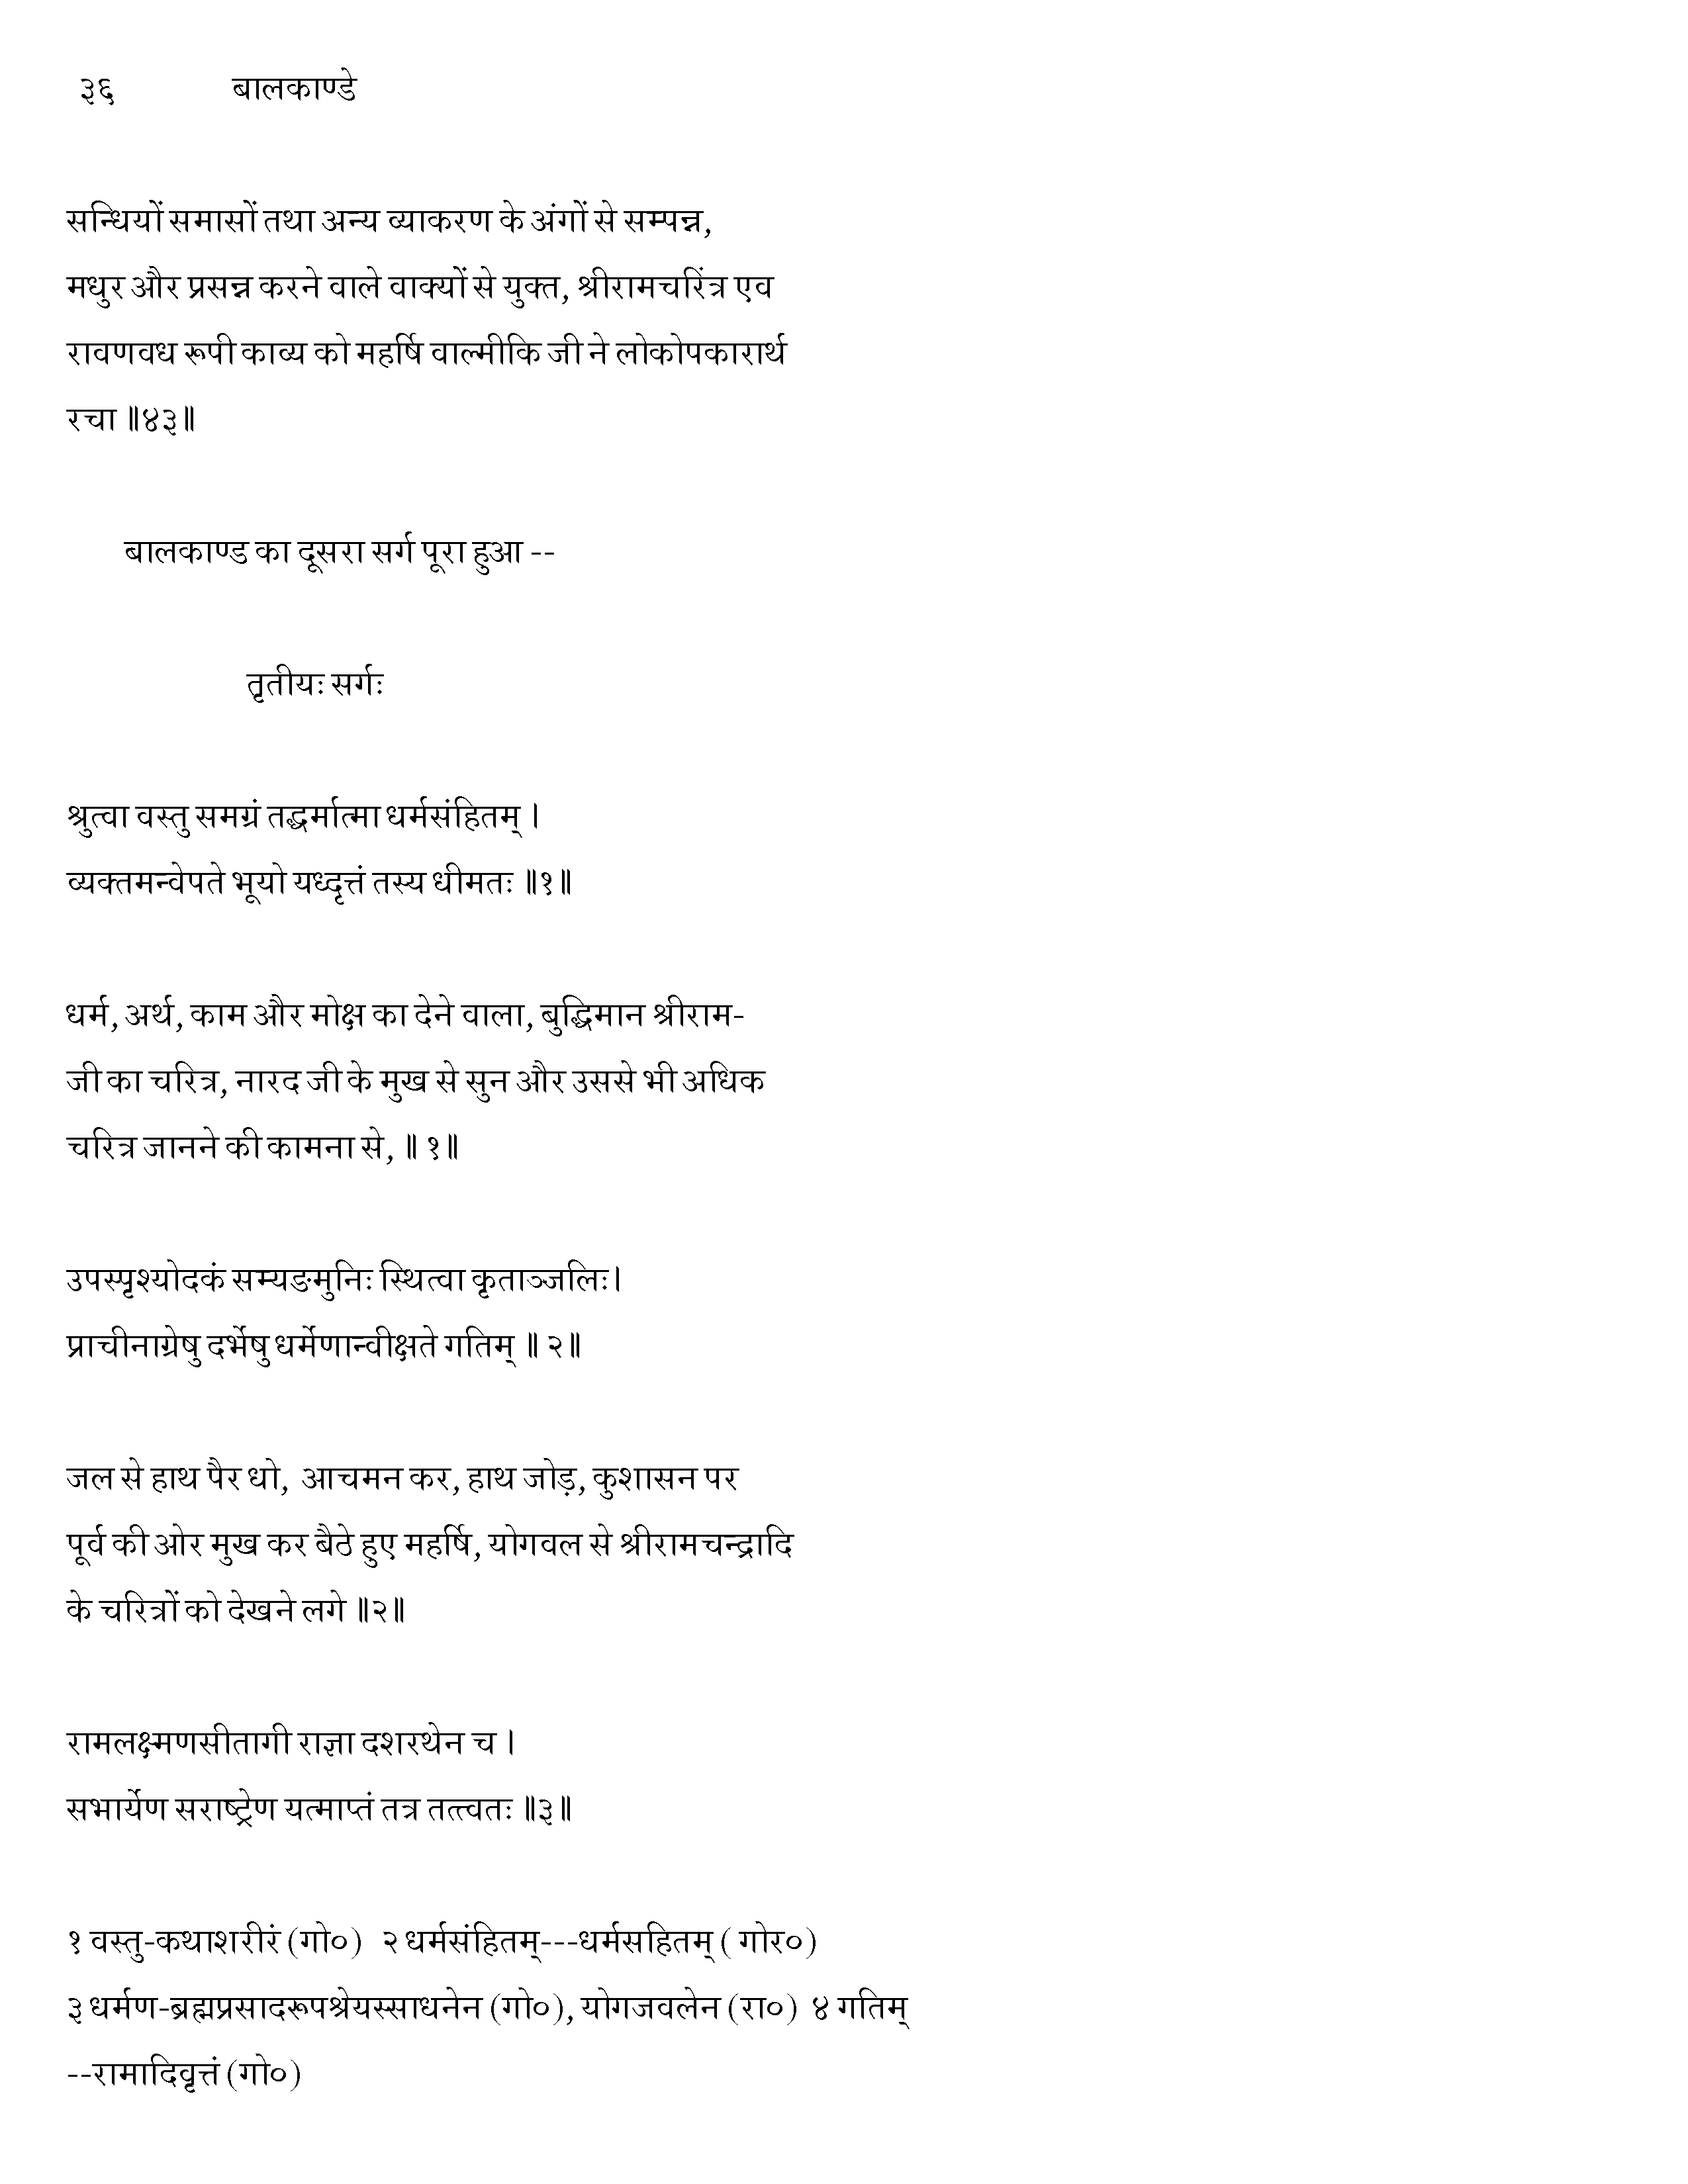 ३६ बालकाण्डे
सन्धियों समासों तथा अन्य व्याकरण के अंगों से सम्पन्न,
मधुर और प्रसन्न करने वाले वाक्यों से युक्त, श्रीरामचरिंत्र एव
रावणवध रूपी काव्य को महर्षि वाल्मीकि जी ने लोकोपकारार्थ
रचा ॥४३॥
बालकाण्ड का दूसरा सर्ग पूरा हुआ --
तृतीयः सर्गः
श्रुत्वा वस्तु समग्रं तद्धर्मात्मा धर्मसंहितम् ।
व्यक्तमन्वेपते भूयो यध्दृत्तं तस्य धीमतः ॥१॥
धर्म, अर्थ, काम और मोक्ष का देने वाला, बुद्धिमान श्रीराम-
जी का चरित्र, नारद जी के मुख से सुन और उससे भी अधिक
चरित्र जानने की कामना से, ॥ १॥
उपस्पृश्योदकं सम्यङमुनिः स्थित्वा कृताञ्जलिः।
प्राचीनाग्रेषु दर्भेषु धर्मेणान्वीक्षते गतिम् ॥ २॥
जल से हाथ पैर धो, आचमन कर, हाथ जोड़, कुशासन पर
पूर्व की ओर मुख कर बैठे हुए महर्षि, योगवल से श्रीरामचन्द्रादि
के चरित्रों को देखने लगे ॥२॥
रामलक्ष्मणसीतागी राज्ञा दशरथेन च ।
सभार्येण सराष्ट्रेण यत्माप्तं तत्र तत्त्वतः ॥३॥
१ वस्तु-कथाशरीरं (गो०) २ धर्मसंहितम्---धर्मसहितम् ( गोर०)
३ धर्मण-ब्रह्मप्रसादरूपश्रेयस्साधनेन (गो०), योगजवलेन (रा०) ४ गतिम्
--रामादिवृत्तं (गो०)